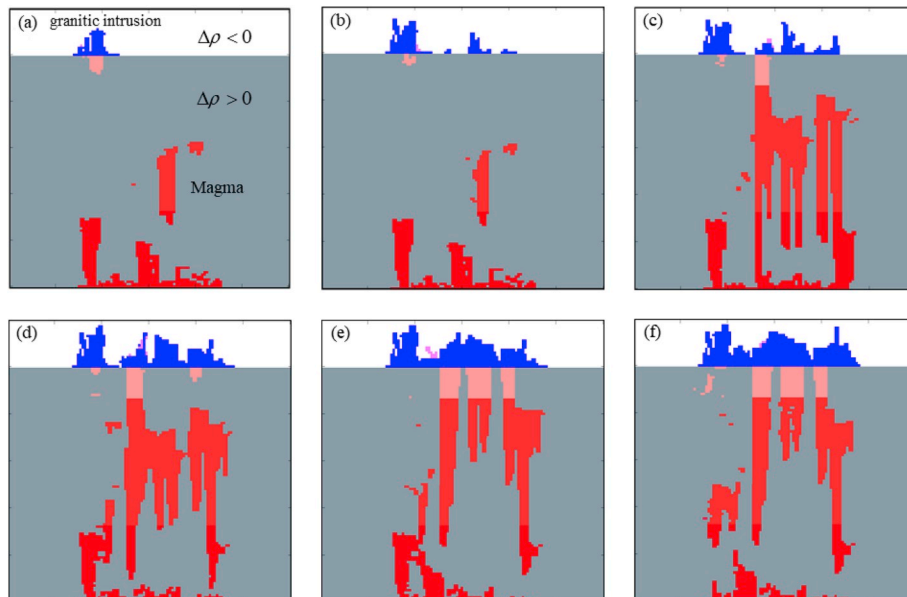 (a)
granitic intrusion
Δρ < 0
Δρ > 0
Magma
(b)
(c)
(d)
(e)
(f)